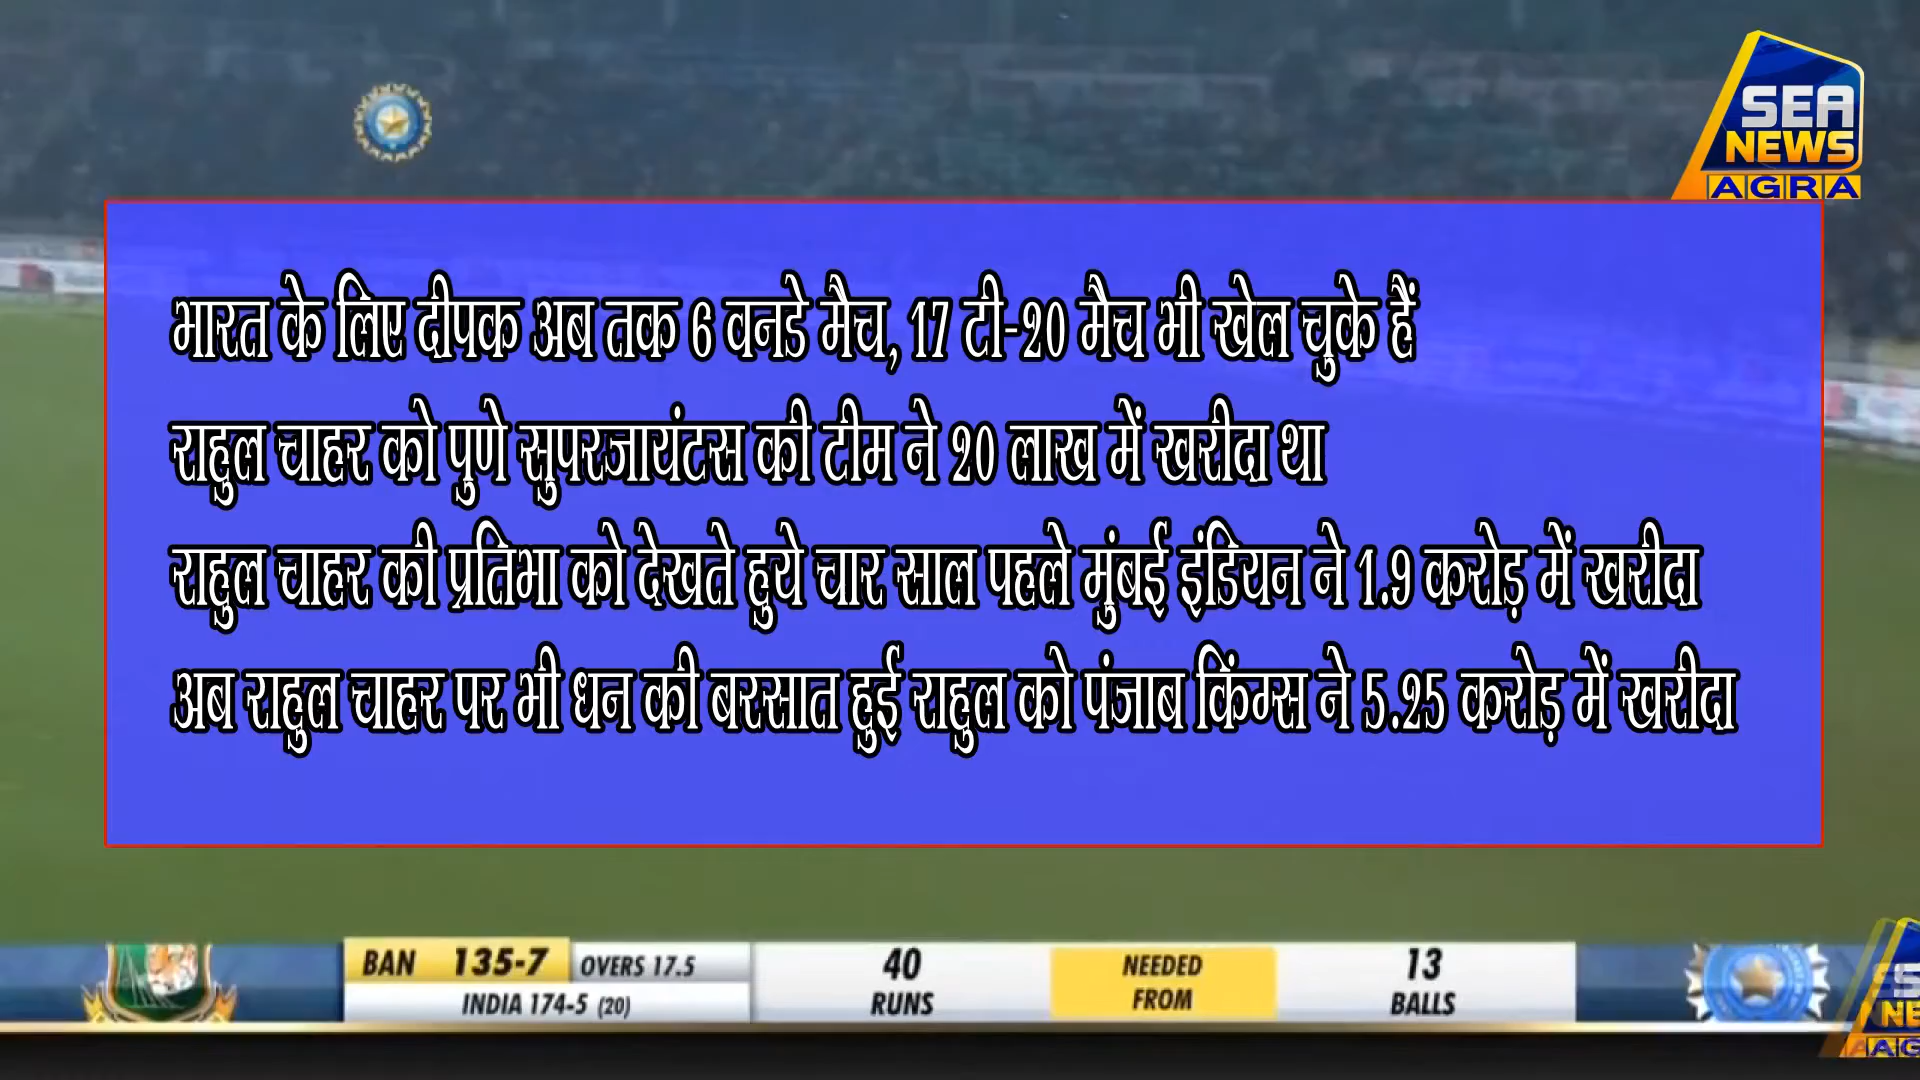 SEA
NEWS
AGRA
भारत के लिए दीपक अब तक 6 वनडे मैच, 17 टी-20 मैच भी खेल चुके हैं
राहुल चाहर को पुणे सुपरजायंटस की टीम ने 20 लाख में खरीदा था
राहुल चाहर की प्रतिभा को देखते हुये चार साल पहले मुंबई इंडियन ने 1.9 करोड़ में खरीदा
अब राहुल चाहर पर भी धन की बरसात हुई राहुल को पंजाब किंग्स ने 5.25 करोड़ में खरीदा
BAN 135-7 OVERS 17.5
INDIA 174-5 (20)
40
RUNS
NEEDED
FROM
13
BALLS